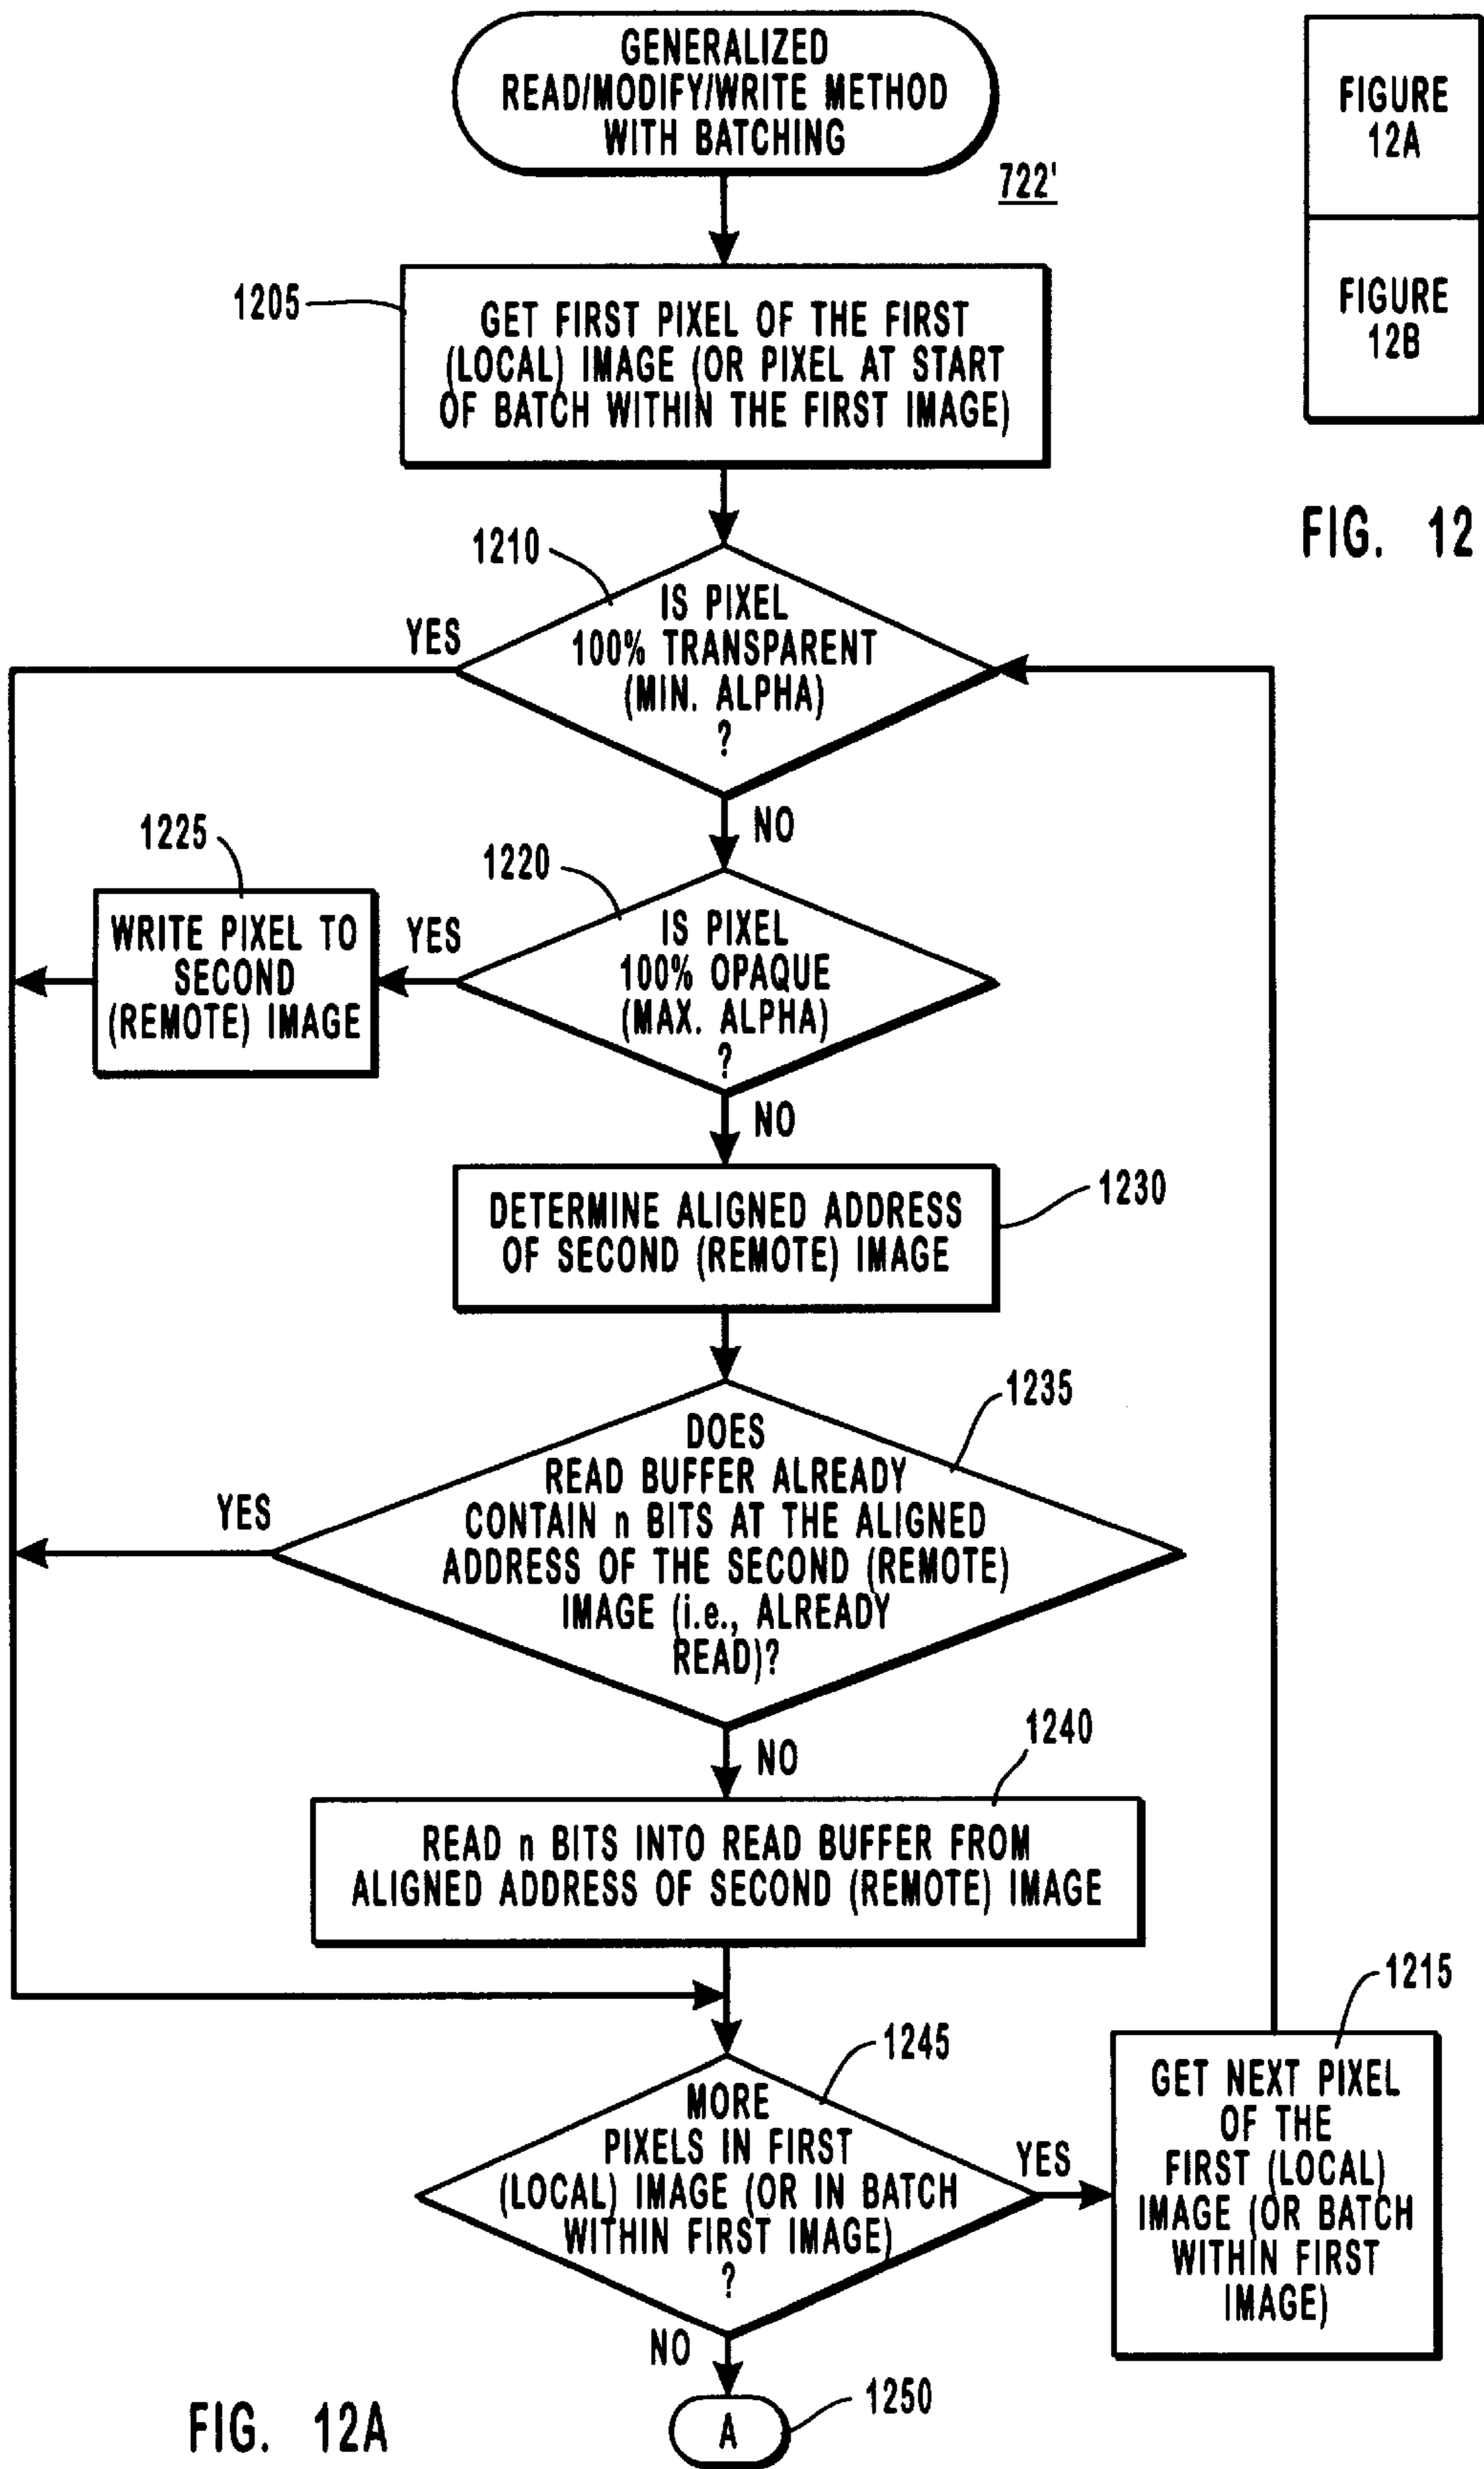 GENERALIZED
READ/MODIFY/WRITE METHOD
WITH BATCHING
722'
FIGURE
12A
FIGURE
12B
FIG. 12
1205
GET FIRST PIXEL OF THE FIRST
(LOCAL) IMAGE (OR PIXEL AT START
OF BATCH WITHIN THE FIRST IMAGE)
1210
IS PIXEL
100% TRANSPARENT
(MIN. ALPHA)
?
YES
NO
1225
WRITE PIXEL TO
SECOND
(REMOTE) IMAGE
YES
1220
IS PIXEL
100% OPAQUE
(MAX. ALPHA)
?
NO
DETERMINE ALIGNED ADDRESS
OF SECOND (REMOTE) IMAGE
1230
1235
DOES
READ BUFFER ALREADY
CONTAIN n BITS AT THE ALIGNED
ADDRESS OF THE SECOND (REMOTE)
IMAGE (i.e., ALREADY
READ)?
YES
NO
1240
READ n BITS INTO READ BUFFER FROM
ALIGNED ADDRESS OF SECOND (REMOTE) IMAGE
1245
MORE
PIXELS IN FIRST
(LOCAL) IMAGE (OR IN BATCH
WITHIN FIRST IMAGE)
?
YES
1215
GET NEXT PIXEL
OF THE
FIRST (LOCAL)
IMAGE (OR BATCH
WITHIN FIRST
IMAGE)
NO
A
1250
FIG. 12A